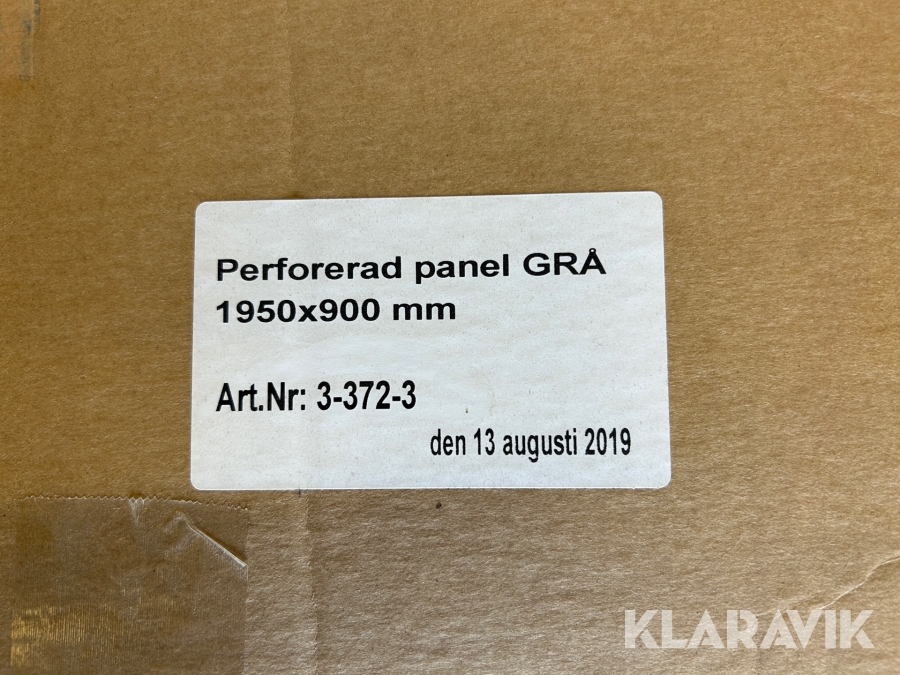 Perforerad panel GRÅ
1950x900 mm
Art.Nr: 3-372-3
den 13 augusti 2019
KLARAVIK